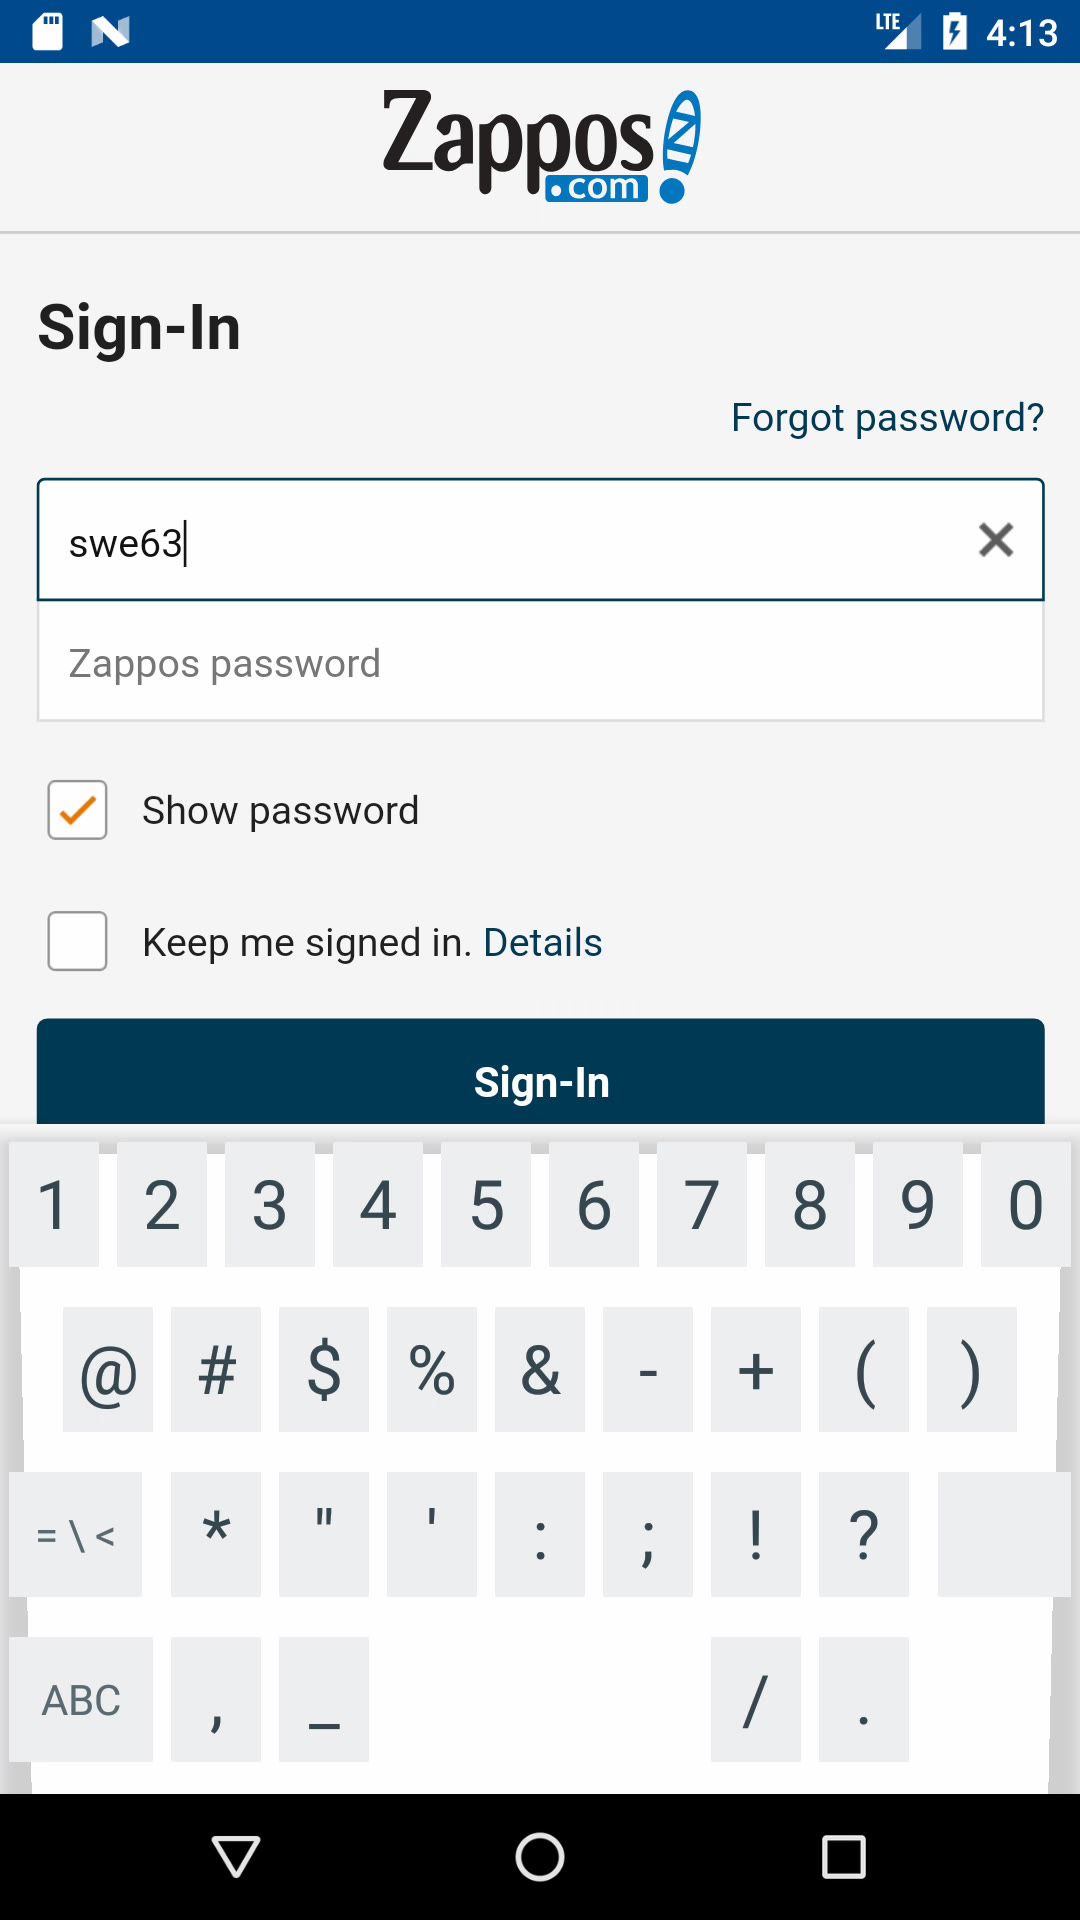 LTE 4:13
Zappos
.com
Sign-In
Forgot password?
swe63
Zappos password
Show password
Keep me signed in. Details
Sign-In
1 2 3 4 5 6 7 8 9 0
@ # $ % & - + ( )
= \ < * " ' : ; ! ?
ABC , _ / .